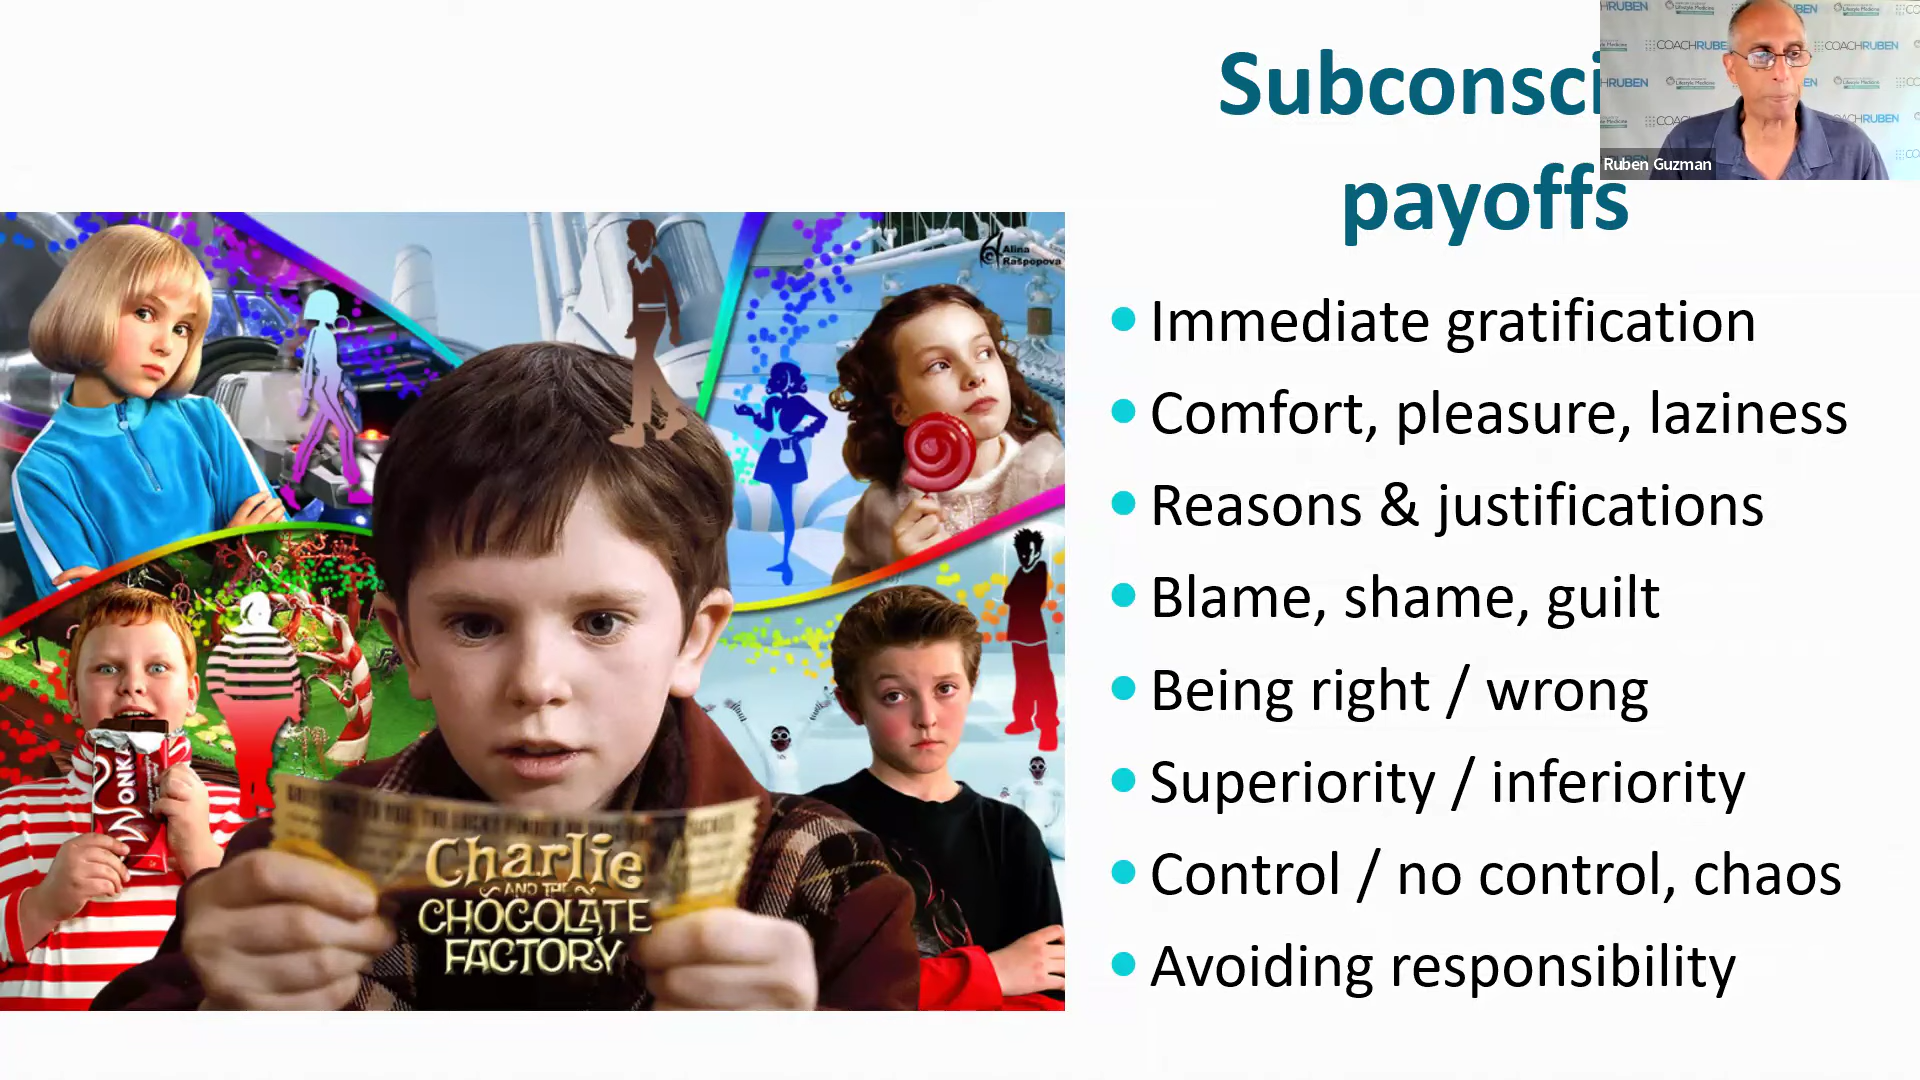 Subconsci
payoffs
Ruben Guzman
COACHRUBEN
Alina
Raspopova
WONKA
Charlie
AND THE
CHOCOLATE
FACTORY
• Immediate gratification
• Comfort, pleasure, laziness
• Reasons & justifications
• Blame, shame, guilt
• Being right / wrong
• Superiority / inferiority
• Control / no control, chaos
• Avoiding responsibility